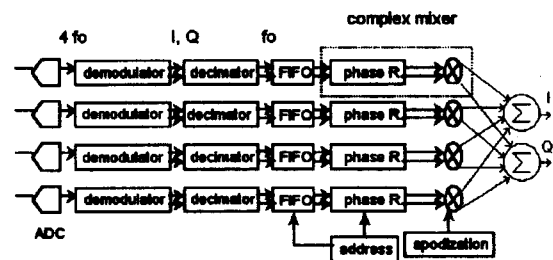 complex mixer
4 fo I, Q fo
demodulator decimator FIFO phase R.
I
demodulator decimator FIFO phase R.
Σ
demodulator decimator FIFO phase R.
Q
Σ
demodulator decimator FIFO phase R.
ADC
address
apodization